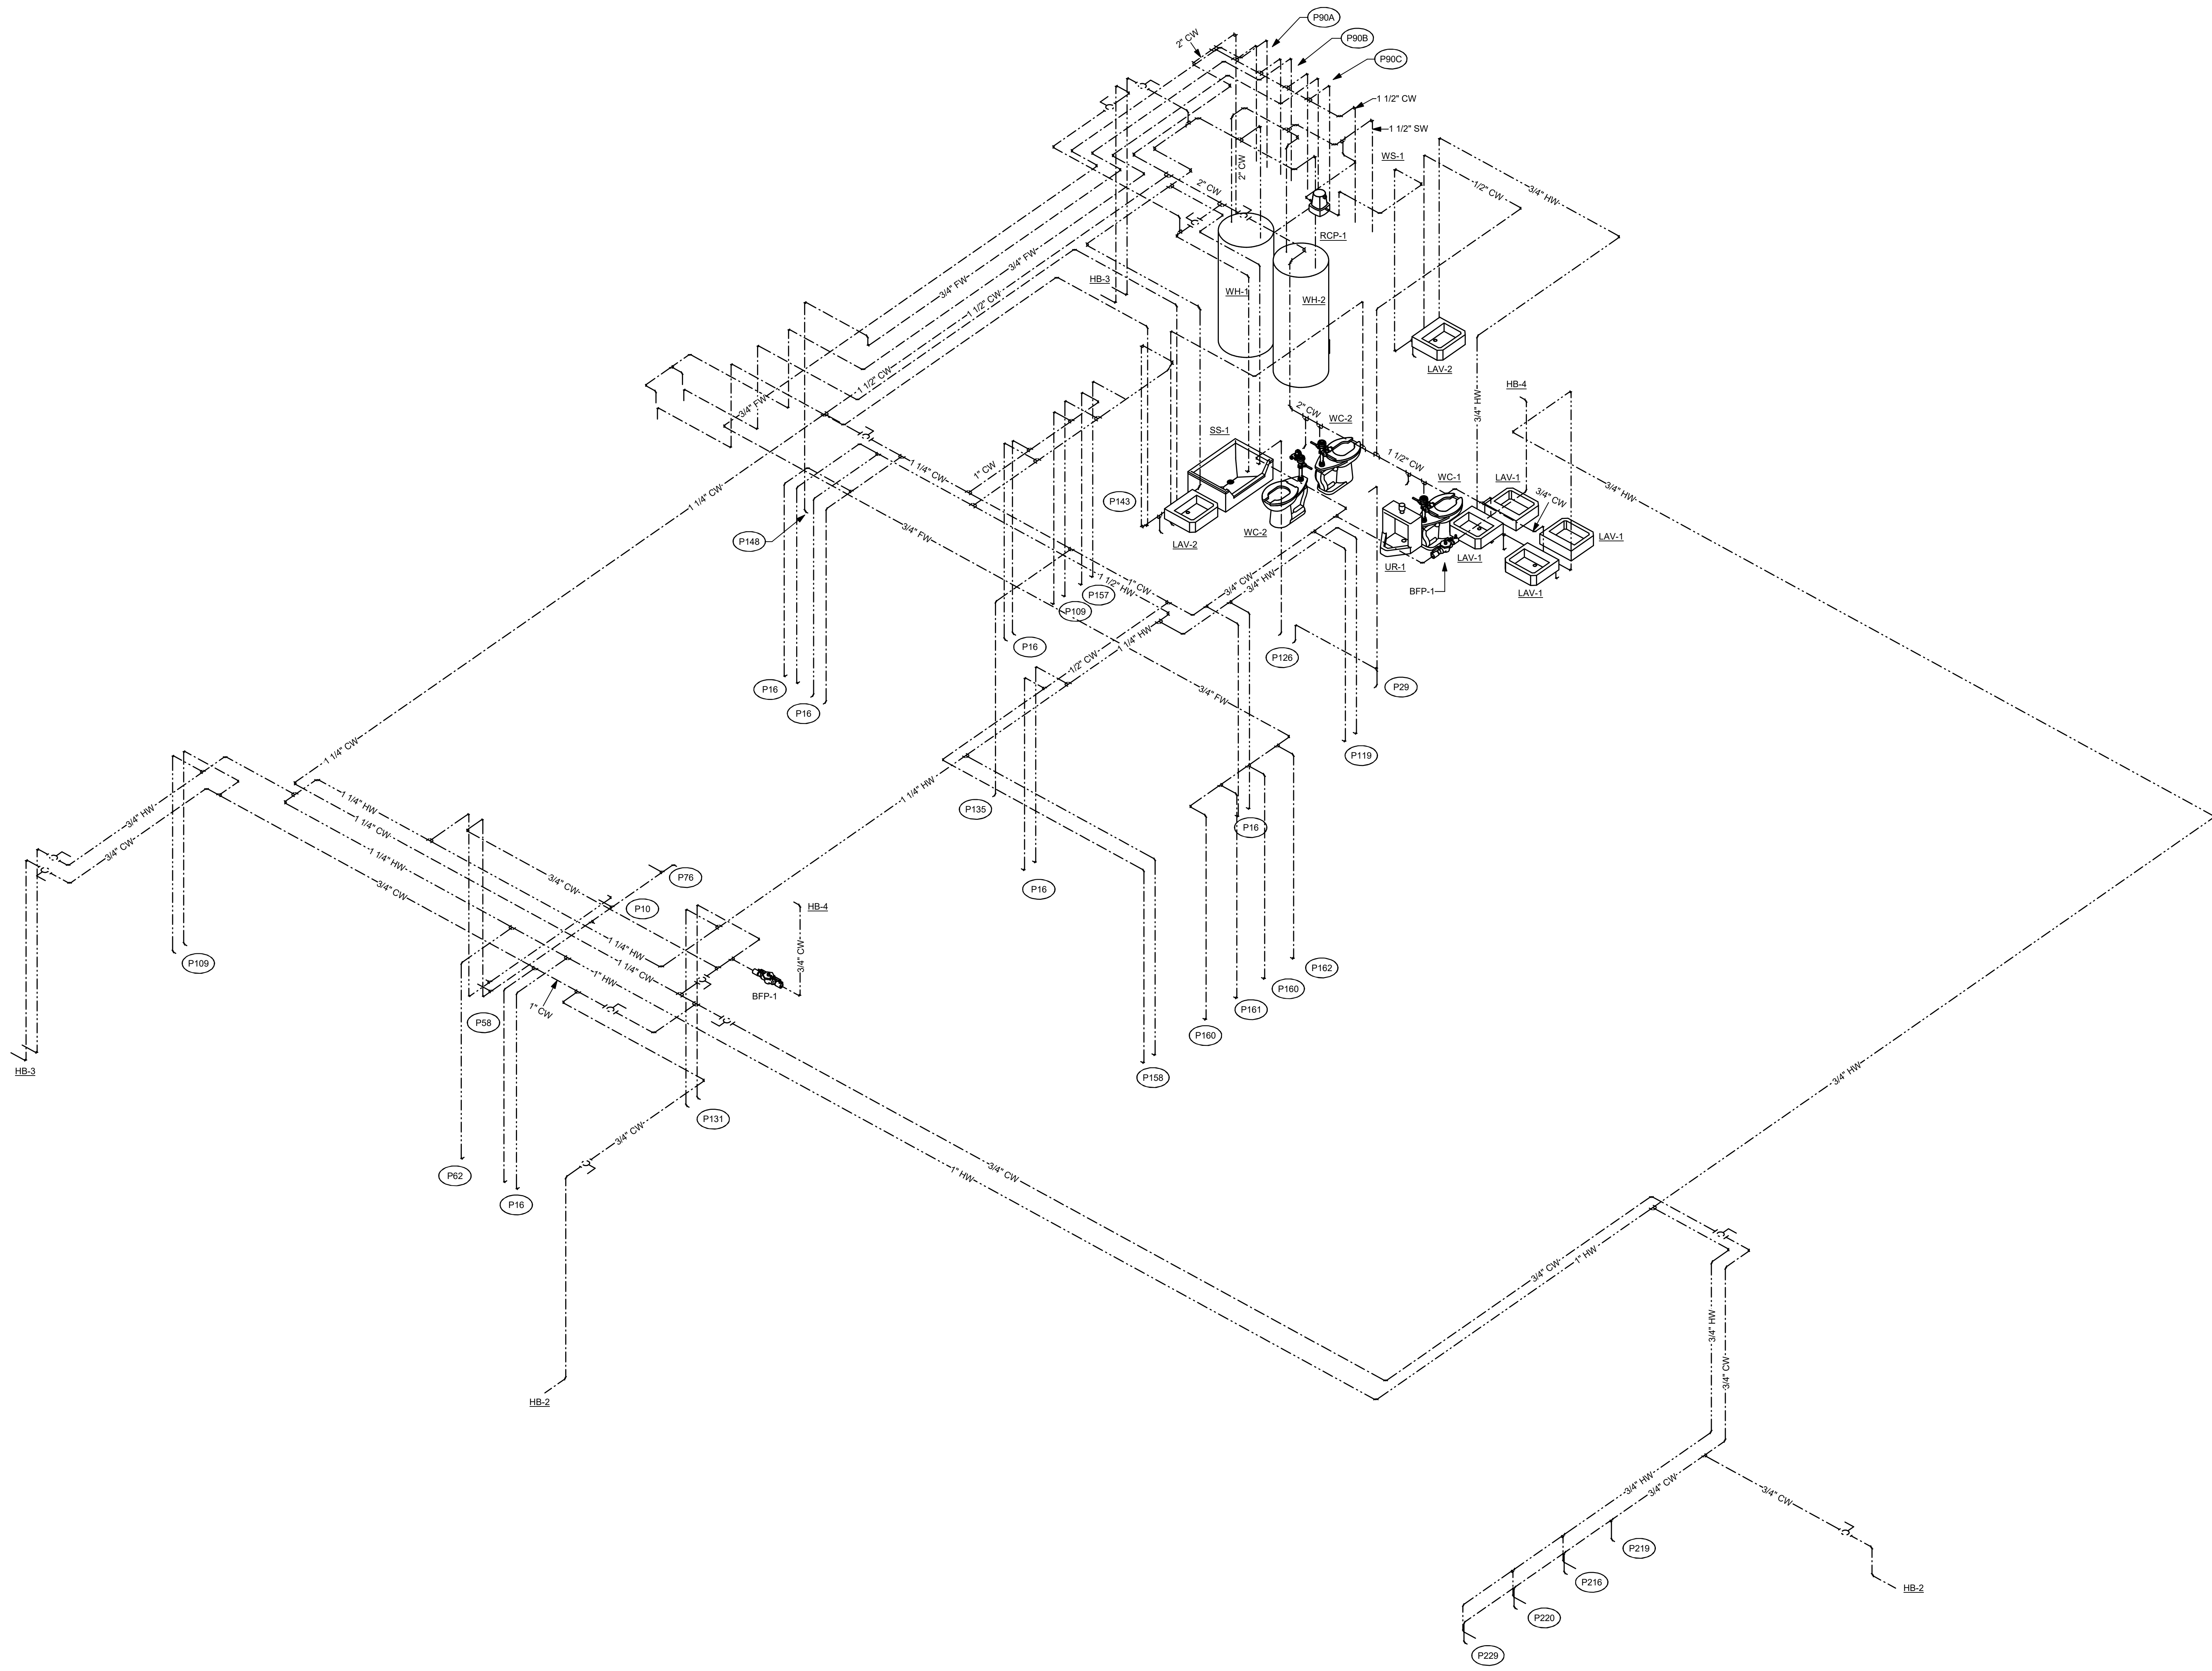 P90A
2" CW
P90B
P90C
1 1/2" CW
1 1/2" SW
WS-1
2" CW
2" CW
1/2" CW
3/4" HW
RCP-1
3/4" FW
3/4" FW
HB-3
WH-1
WH-2
1 1/2" CW
LAV-2
1 1/2" CW
HB-4
3/4" FW
3/4" HW
2" CW
WC-2
SS-1
1 1/2" CW
1 1/4" CW
1" CW
WC-1
LAV-1
3/4" HW
1 1/4" CW
P143
3/4" CW
3/4" FW
P148
LAV-2
WC-2
LAV-1
LAV-1
UR-1
BFP-1
LAV-1
1 1/2" HW
1" CW
P157
3/4" CW
3/4" HW
P109
P16
1 1/4" HW
1/2" CW
P126
P16
P29
3/4" FW
P16
1 1/4" CW
P119
1 1/4" HW
P135
3/4" HW
1 1/4" HW
1 1/4" CW
P16
3/4" CW
1 1/4" HW
3/4" CW
3/4" CW
P76
P16
P10
HB-4
1 1/4" HW
3/4" CW
P109
1 1/4" CW
1" HW
BFP-1
P162
P160
1" CW
P161
P58
P160
HB-3
P158
3/4" HW
P131
3/4" CW
P62
3/4" CW
1" HW
P16
3/4" CW
1" HW
3/4" HW
3/4" CW
HB-2
3/4" HW
3/4" CW
3/4" CW
P219
P216
HB-2
P220
P229